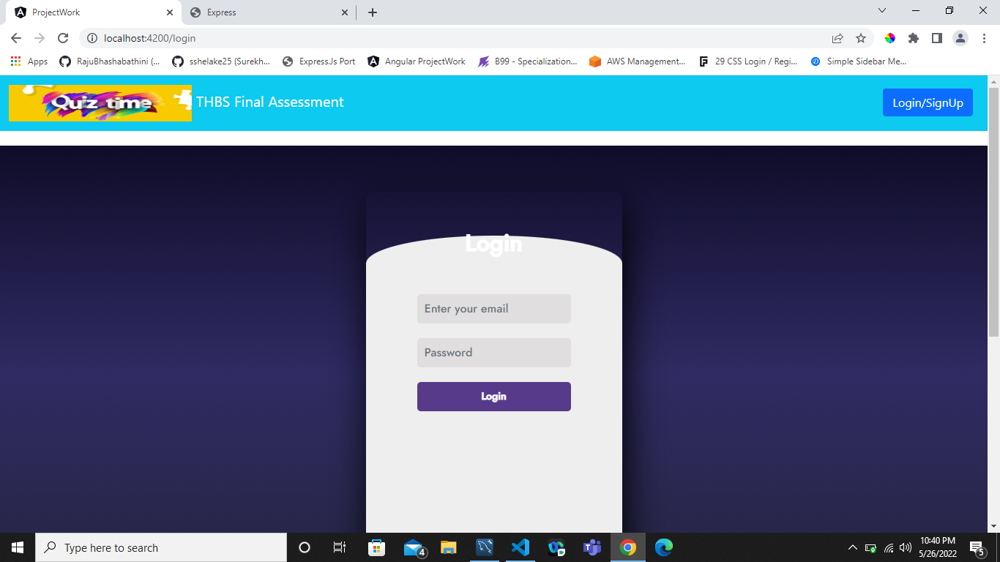 ProjectWork
Express
localhost:4200/login
Apps
RajuBhashabathini (...
sshelake25 (Surekh...
Express.Js Port
Angular ProjectWork
B99 - Specialization...
AWS Management...
29 CSS Login / Regi...
Simple Sidebar Me...
Quiz time
THBS Final Assessment
Login/SignUp
Login
Enter your email
Password
Login
Type here to search
4
10:40 PM
5/26/2022
5